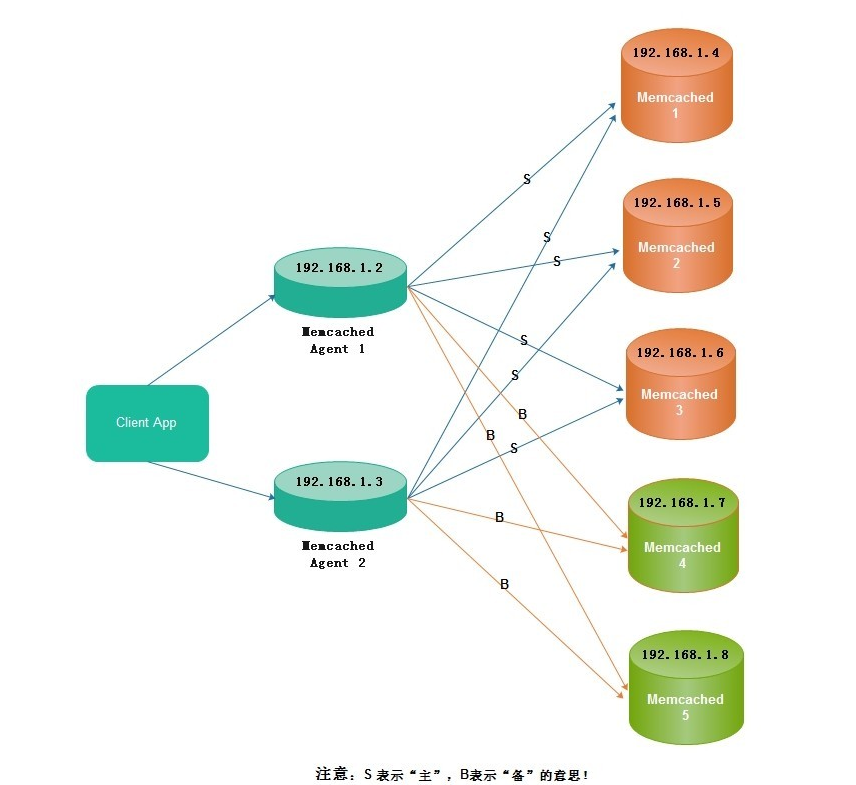 192.168.1.4
Memcached
1
S
192.168.1.5
Memcached
2
S
S
192.168.1.2
Memcached
Agent 1
192.168.1.6
Memcached
3
S
S
B
B
S
Client App
192.168.1.3
Memcached
Agent 2
192.168.1.7
Memcached
4
B
B
192.168.1.8
Memcached
5
注意：S 表示“主”，B表示“备”的意思！